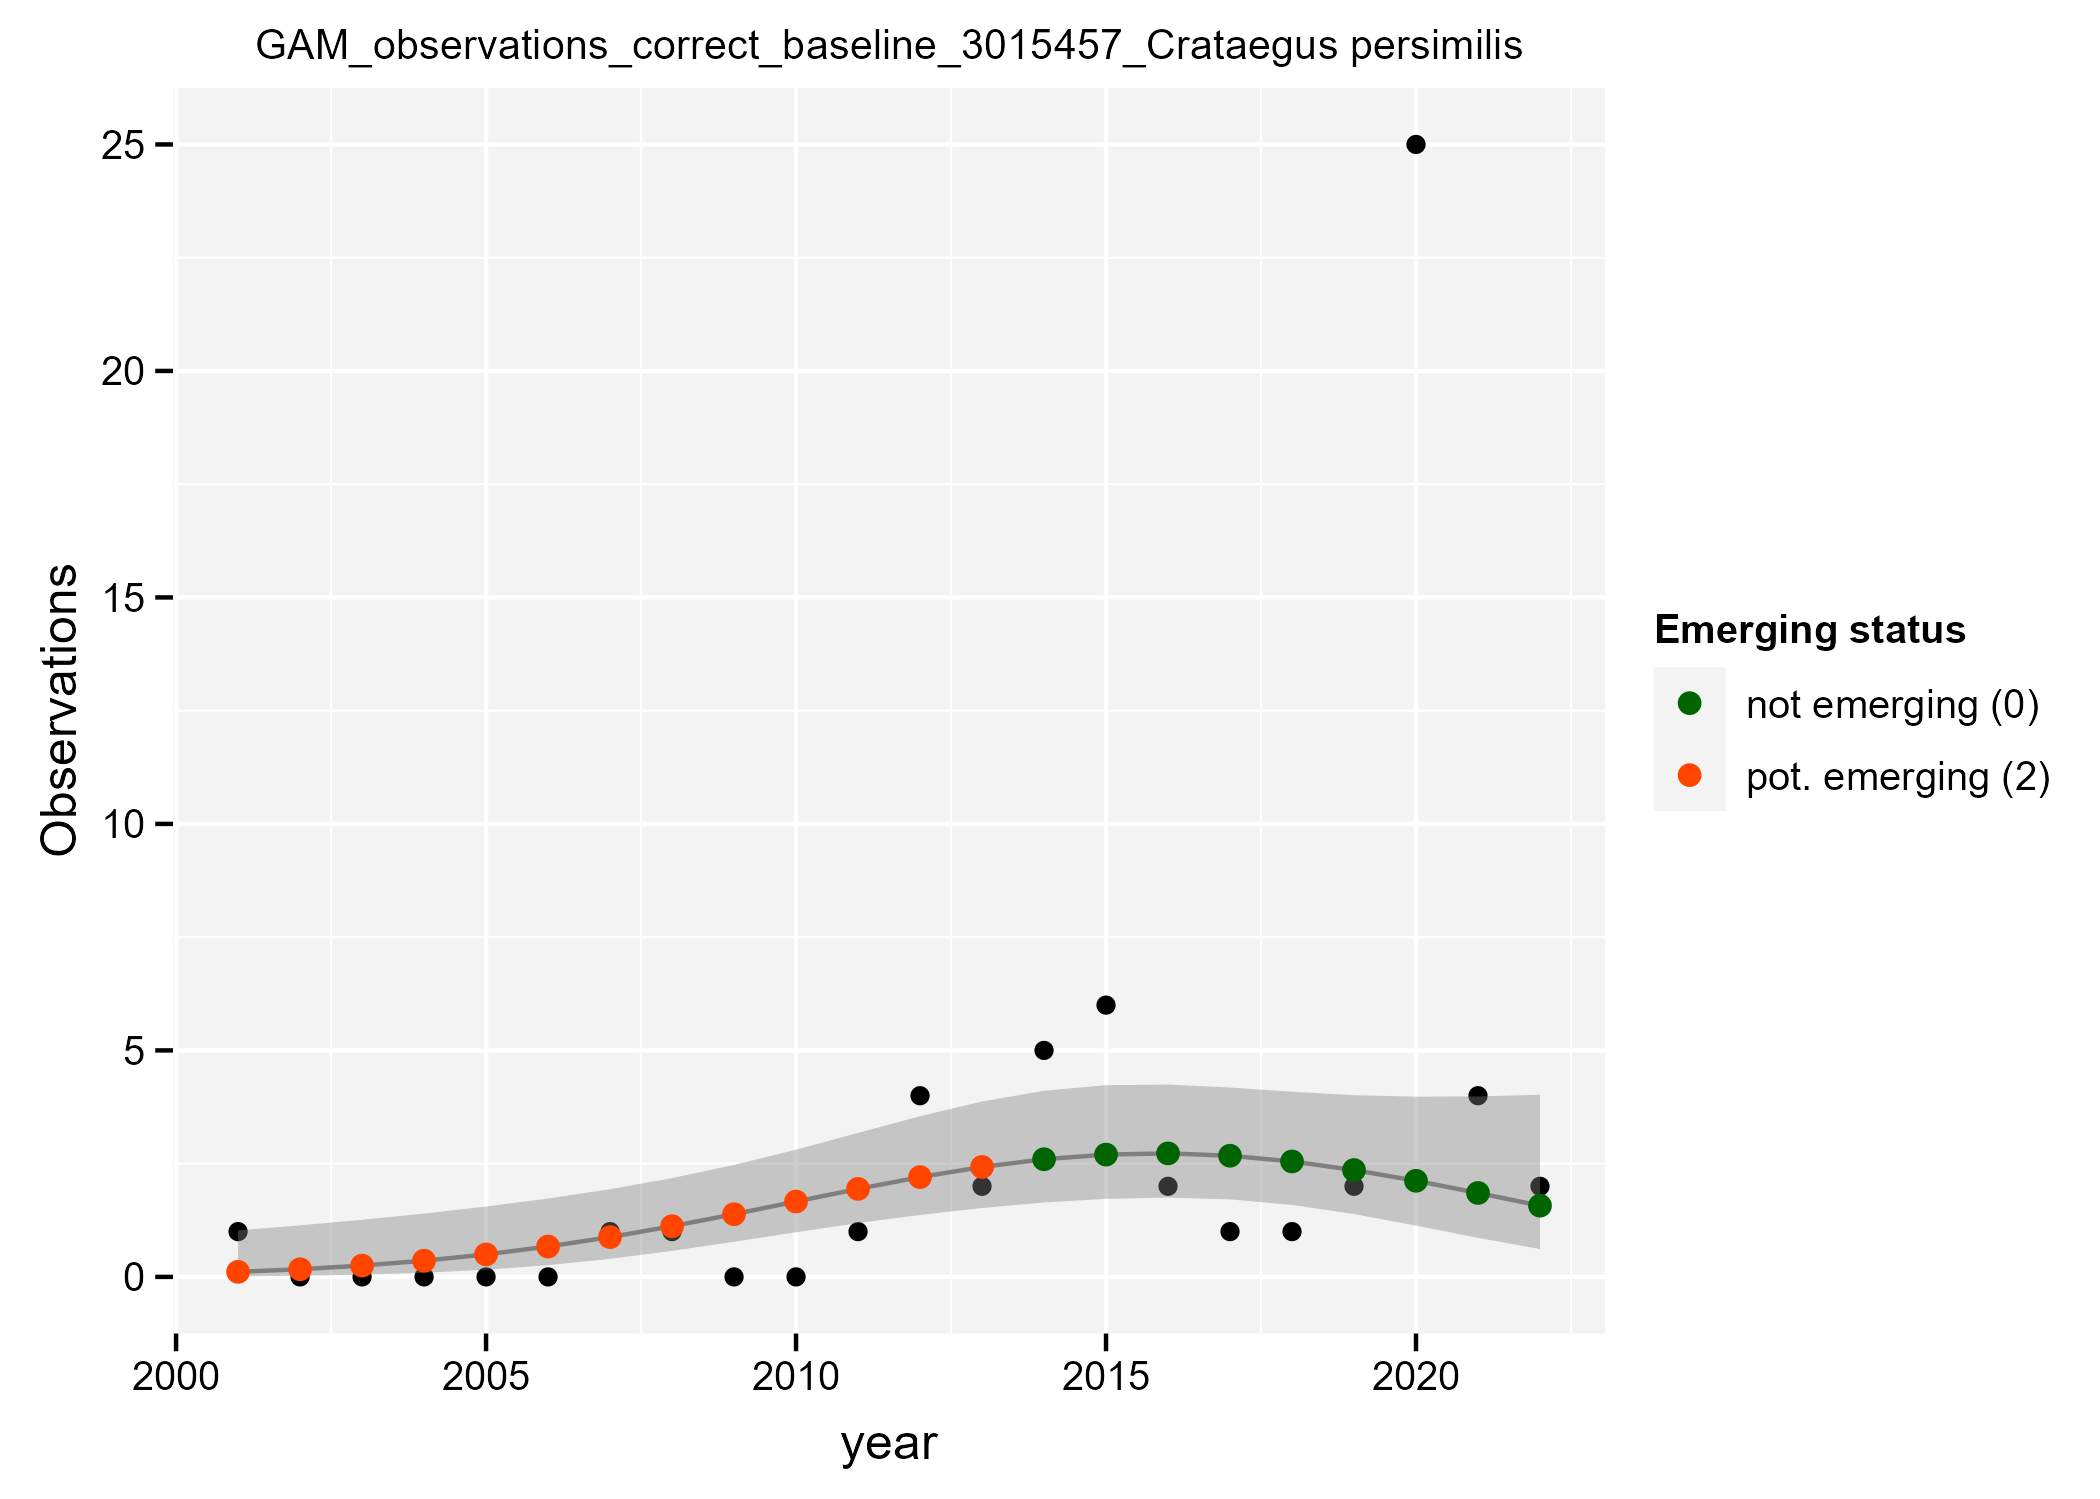 GAM_observations_correct_baseline_3015457_Crataegus persimilis
25
20
15
10
5
0
Observations
2000 2005 2010 2015 2020
year
Emerging status
not emerging (0)
pot. emerging (2)